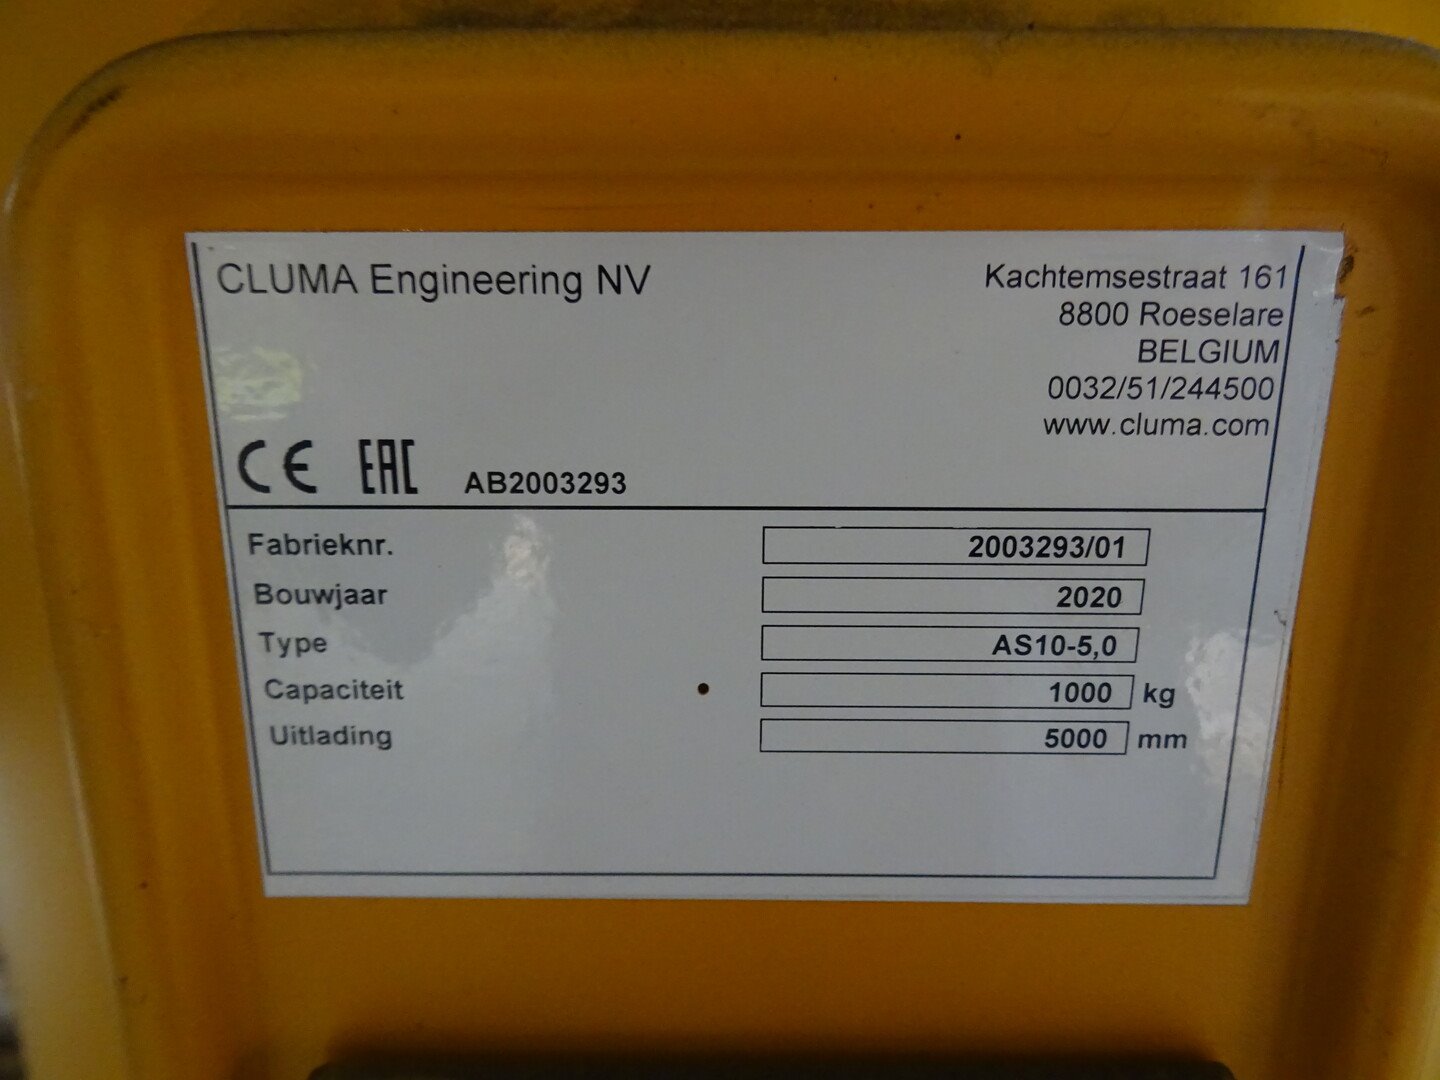 CLUMA Engineering NV
Kachtemsestraat 161
8800 Roeselare
BELGIUM
0032/51/244500
www.cluma.com
CE EAC AB2003293
Fabrieknr. 2003293/01
Bouwjaar 2020
Type AS10-5,0
Capaciteit 1000 kg
Uitlading 5000 mm